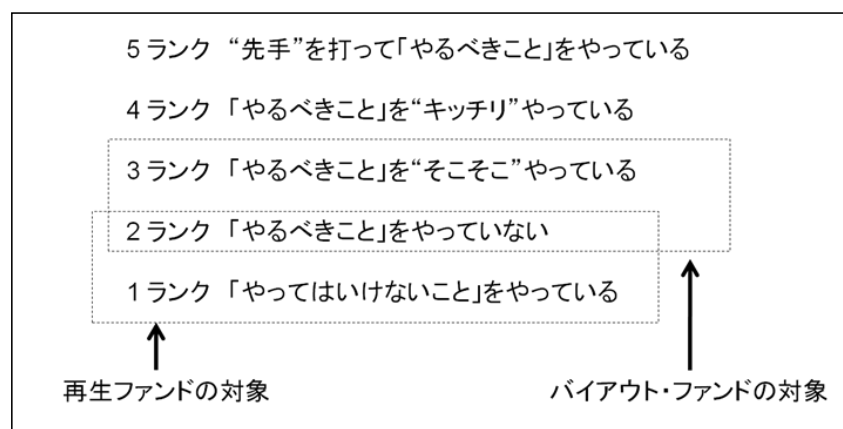 5ランク “先手”を打って「やるべきこと」をやっている
4ランク 「やるべきこと」を“キッチリ”やっている
3ランク 「やるべきこと」を“そこそこ”やっている
2ランク 「やるべきこと」をやっていない
1ランク 「やってはいけないこと」をやっている
再生ファンドの対象
バイアウト・ファンドの対象